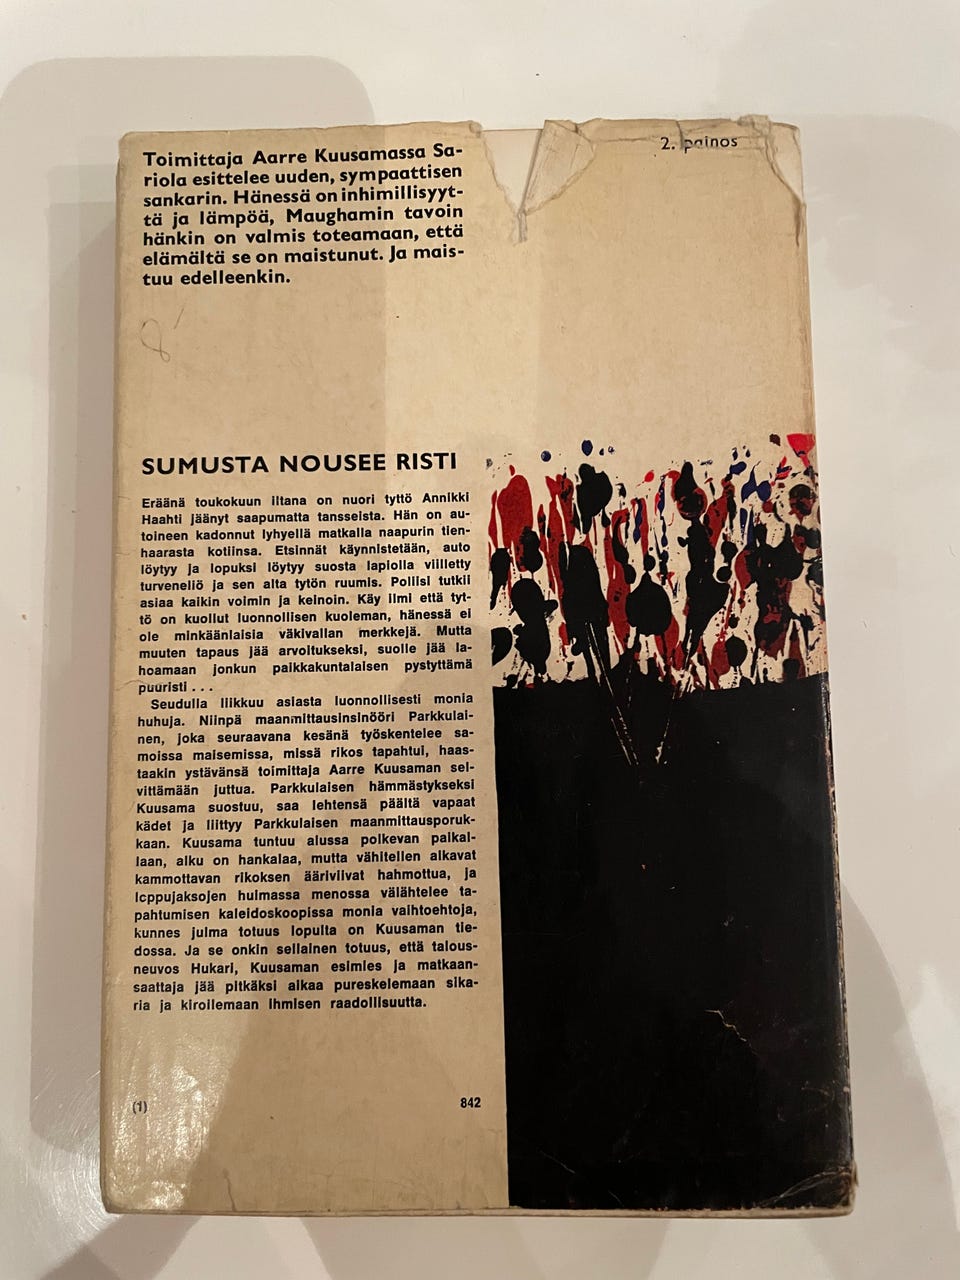 Toimittaja Aarre Kuusamassa Sa-
riola esittelee uuden, sympaattisen
sankarin. Hänessä on inhimillisyyt-
tä ja lämpöä, Maughamin tavoin
hänkin on valmis toteamaan, että
elämältä se on maistunut. Ja mais-
tuu edelleenkin.
2. painos
8
SUMUSTA NOUSEE RISTI
Eräänä toukokuun iltana on nuori tyttö Annikki
Haahti jäänyt saapumatta tansseista. Hän on au-
toineen kadonnut lyhyellä matkalla naapurin tien-
haarasta kotiinsa. Etsinnät käynnistetään, auto
löytyy ja lopuksi löytyy suosta lapiolla viilletty
turveneliö ja sen alta tytön ruumis. Poliisi tutkii
asiaa kaikin voimin ja keinoin. Käy ilmi että tyt-
tö on kuollut luonnollisen kuoleman, hänessä ei
ole minkäänlaisia väkivallan merkkejä. Mutta
muuten tapaus jää arvoitukseksi, suolle jää la-
hoamaan jonkun paikkakuntalaisen pystyttämä
puuristi . . .
Seudulla liikkuu asiasta luonnollisesti monia
huhuja. Niinpä maanmittausinsinööri Parkkulai-
nen, joka seuraavana kesänä työskentelee sa-
moissa maisemissa, missä rikos tapahtui, haas-
taakin ystävänsä toimittaja Aarre Kuusaman sel-
vittämään juttua. Parkkulaisen hämmästykseksi
Kuusama suostuu, saa lehtensä päältä vapaat
kädet ja liittyy Parkkulaisen maanmittausporuk-
kaan. Kuusama tuntuu alussa polkevan paikal-
laan, alku on hankalaa, mutta vähitellen alkavat
kammottavan rikoksen ääriviivat hahmottua, ja
lcppujaksojen huimassa menossa välähtelee ta-
pahtumisen kaleidoskoopissa monia vaihtoehtoja,
kunnes julma totuus lopulta on Kuusaman tie-
dossa. Ja se onkin sellainen totuus, että talous-
neuvos Hukari, Kuusaman esimies ja matkaan-
saattaja jää pitkäksi aikaa pureskelemaan sika-
ria ja kiroilemaan ihmisen raadollisuutta.
(1)
842